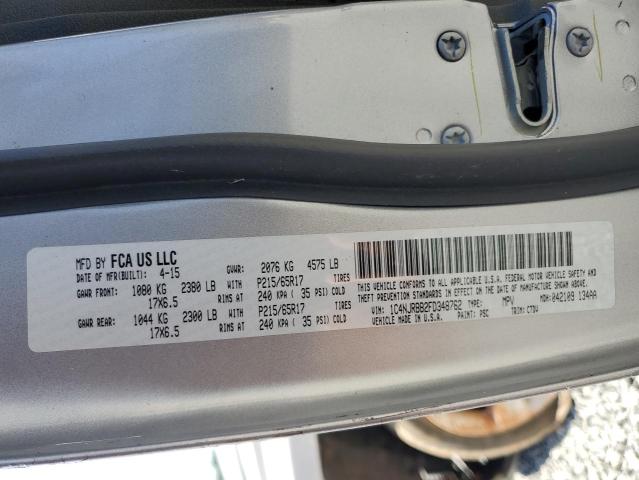 MFD BY FCA US LLC
DATE OF MFR(BUILT): 4-15 GVWR: 2076 KG 4575 LB
GAWR FRONT: 1080 KG 2380 LB WITH P215/65R17 TIRES
17X6.5 RIMS AT 240 KPA ( 35 PSI) COLD
GAWR REAR: 1044 KG 2300 LB WITH P215/65R17 TIRES
17X6.5 RIMS AT 240 KPA ( 35 PSI) COLD
THIS VEHICLE CONFORMS TO ALL APPLICABLE U.S.A. FEDERAL MOTOR VEHICLE SAFETY AND
THEFT PREVENTION STANDARDS IN EFFECT ON THE DATE OF MANUFACTURE SHOWN ABOVE.
VIN: 1C4NJRBB2FD348762 TYPE: MPV MDH: 042109 134AA
VEHICLE MADE IN U.S.A. PAINT: PSC TRIM: CTDV